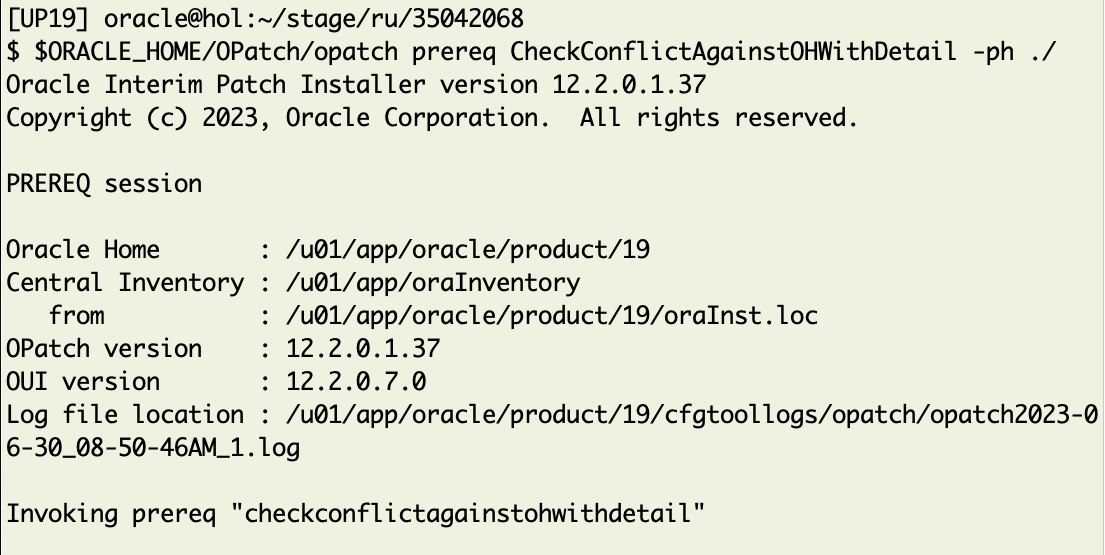 [UP19] oracle@hol:~/stage/ru/35042068
$ $ORACLE_HOME/OPatch/opatch prereq CheckConflictAgainstOHWithDetail -ph ./
Oracle Interim Patch Installer version 12.2.0.1.37
Copyright (c) 2023, Oracle Corporation.  All rights reserved.

PREREQ session

Oracle Home       : /u01/app/oracle/product/19
Central Inventory : /u01/app/oraInventory
   from           : /u01/app/oracle/product/19/oraInst.loc
OPatch version    : 12.2.0.1.37
OUI version       : 12.2.0.7.0
Log file location : /u01/app/oracle/product/19/cfgtoollogs/opatch/opatch2023-0
6-30_08-50-46AM_1.log

Invoking prereq "checkconflictagainstohwithdetail"